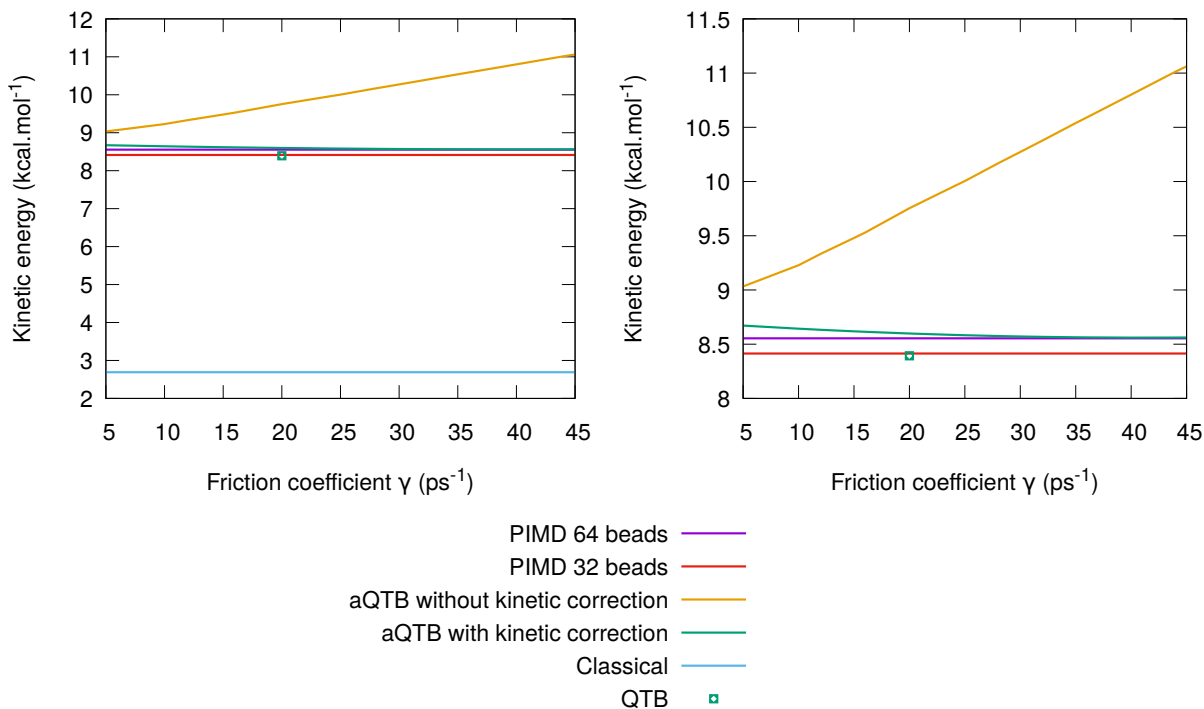 12
11
10
9
8
7
6
5
4
3
2
5 10 15 20 25 30 35 40 45
Kinetic energy (kcal.mol⁻¹)
Friction coefficient γ (ps⁻¹)
11.5
11
10.5
10
9.5
9
8.5
8
5 10 15 20 25 30 35 40 45
Kinetic energy (kcal.mol⁻¹)
Friction coefficient γ (ps⁻¹)
PIMD 64 beads
PIMD 32 beads
aQTB without kinetic correction
aQTB with kinetic correction
Classical
QTB